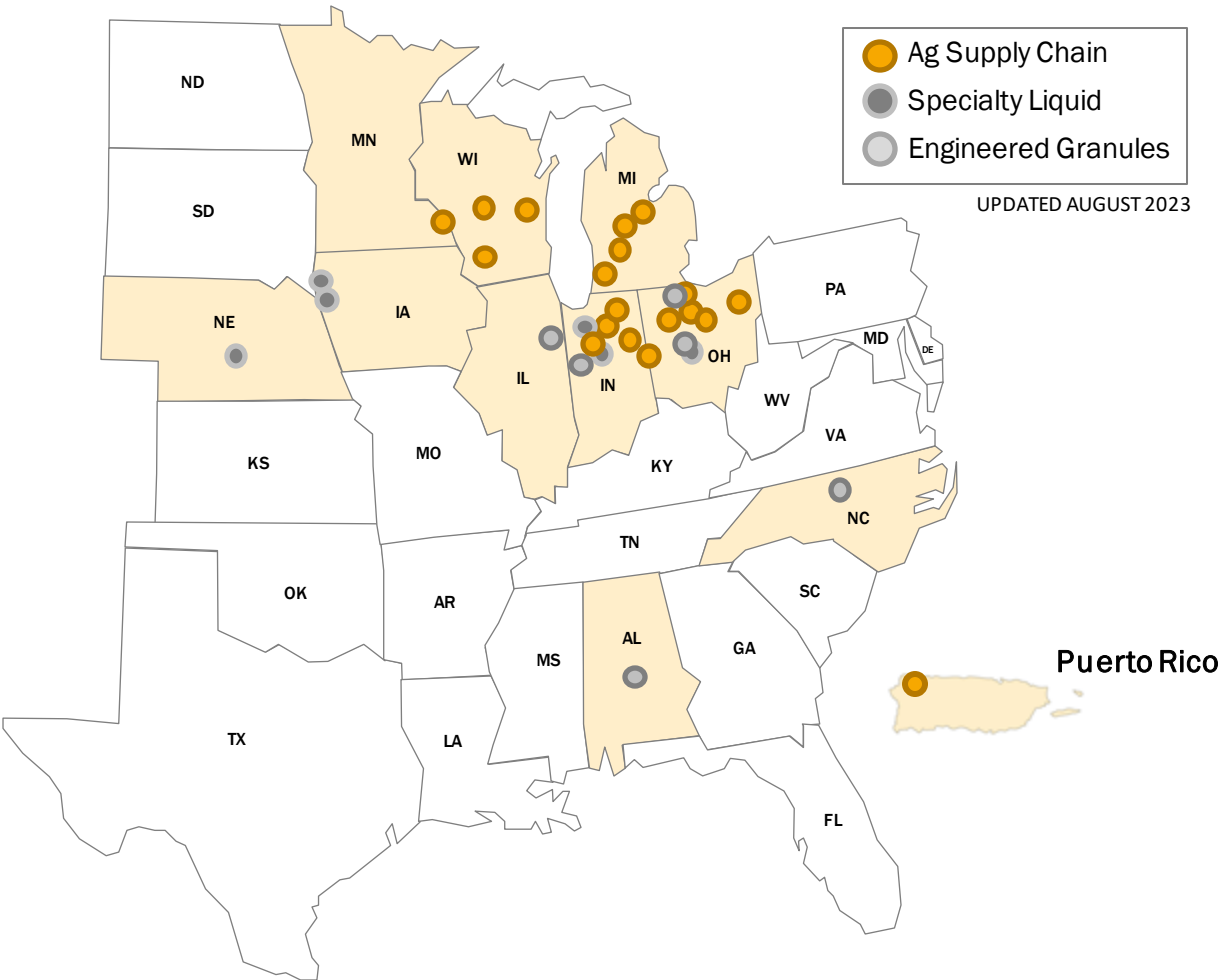 Ag Supply Chain
Specialty Liquid
Engineered Granules
UPDATED AUGUST 2023
ND
MN
WI
MI
SD
PA
NE
IA
MD
DE
OH
IL
IN
WV
VA
KS
MO
KY
NC
TN
OK
AR
SC
AL
GA
MS
Puerto Rico
TX
LA
FL